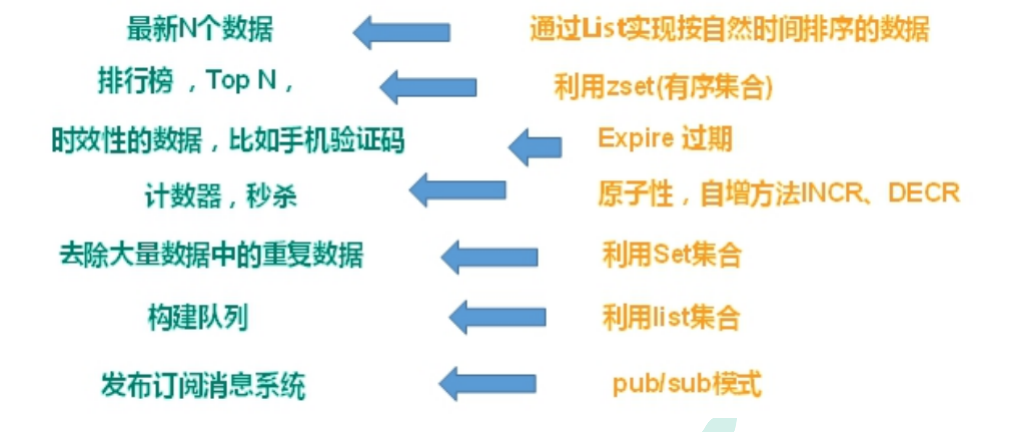 最新N个数据 通过List实现按自然时间排序的数据
排行榜，Top N， 利用zset(有序集合)
时效性的数据，比如手机验证码 Expire 过期
计数器，秒杀 原子性，自增方法INCR、DECR
去除大量数据中的重复数据 利用Set集合
构建队列 利用list集合
发布订阅消息系统 pub/sub模式